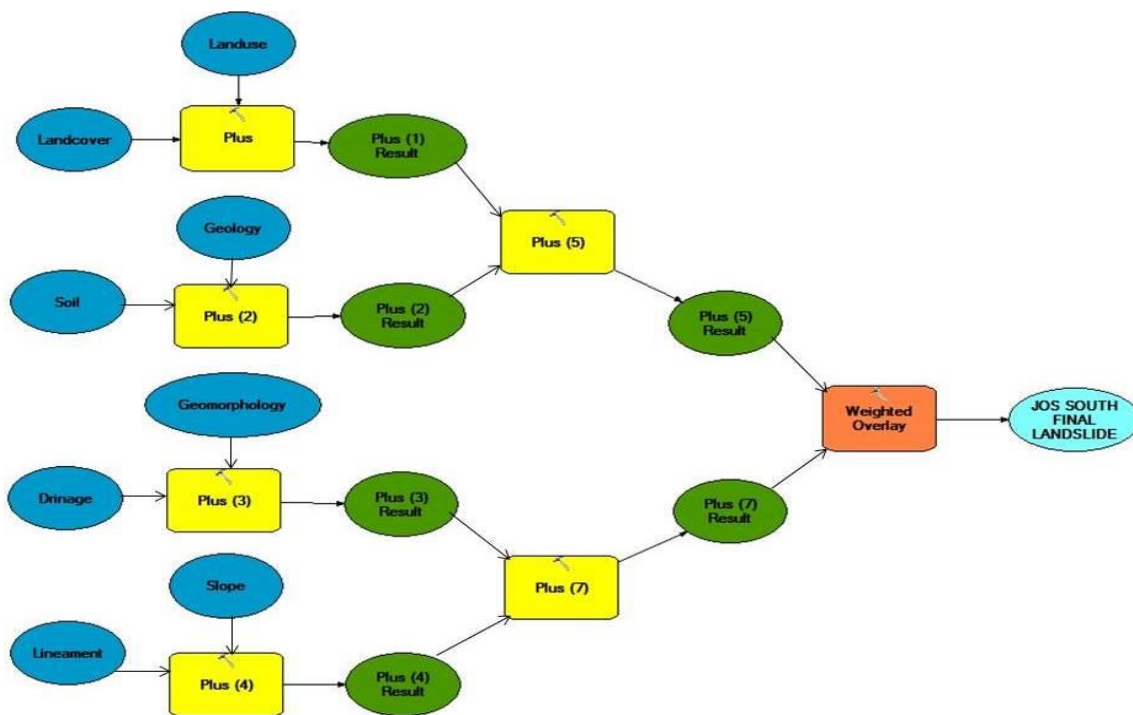 Landuse
Landcover
Plus
Plus (1)
Result
Geology
Soil
Plus (2)
Plus (2)
Result
Plus (5)
Plus (5)
Result
Geomorphology
Drinage
Plus (3)
Plus (3)
Result
Slope
Lineament
Plus (4)
Plus (4)
Result
Plus (7)
Plus (7)
Result
Weighted
Overlay
JOS SOUTH
FINAL
LANDSLIDE